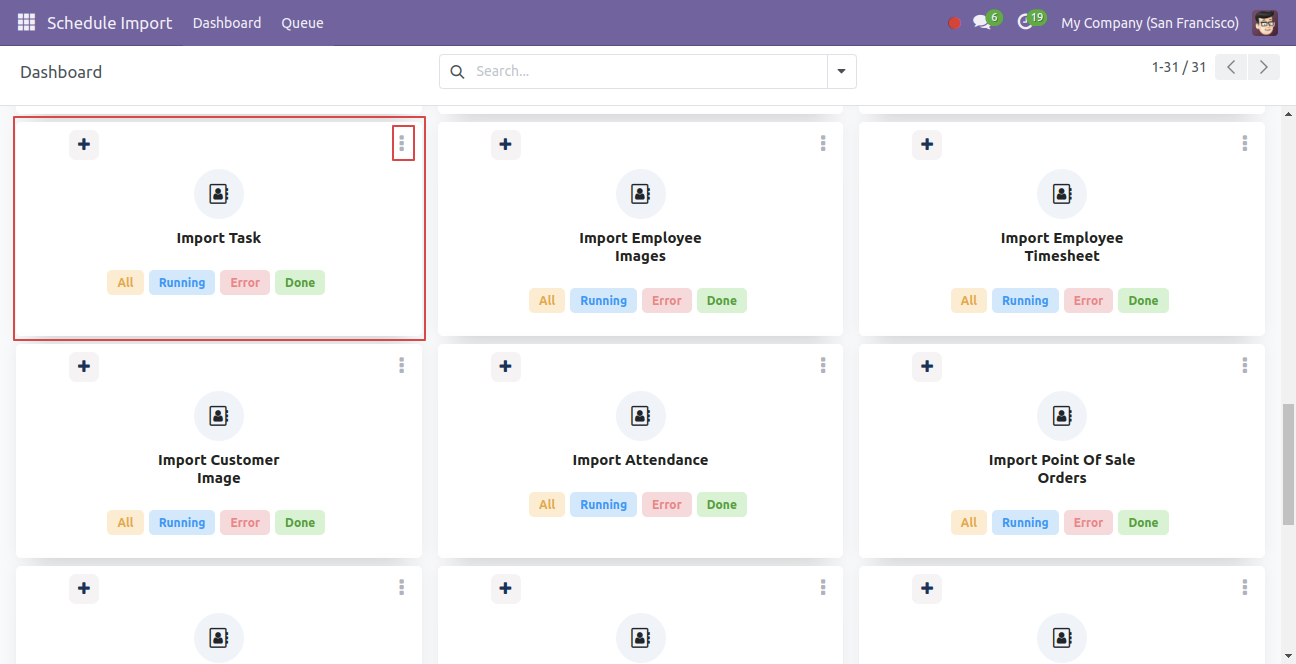 Schedule Import Dashboard Queue 6 19 My Company (San Francisco)
Dashboard Search... 1-31 / 31
Import Task
All Running Error Done
Import Employee
Images
All Running Error Done
Import Employee
Timesheet
All Running Error Done
Import Customer
Image
All Running Error Done
Import Attendance
All Running Error Done
Import Point Of Sale
Orders
All Running Error Done